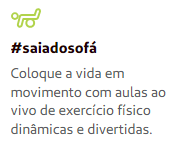 #saiadosofá
Coloque a vida em
movimento com aulas ao
vivo de exercício físico
dinâmicas e divertidas.